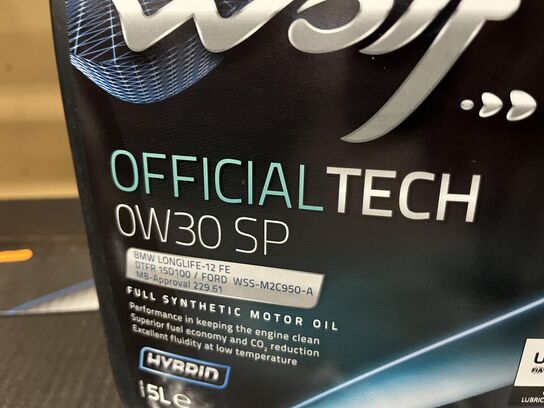 Wolf
OFFICIALTECH
0W30 SP
BMW LONGLIFE-12 FE
DTFR 15D100 / FORD WSS-M2C950-A
MB-Approval 229.61
FULL SYNTHETIC MOTOR OIL
Performance in keeping the engine clean
Superior fuel economy and CO₂ reduction
Excellent fluidity at low temperature
HYBRID
5L e
LUBRIC